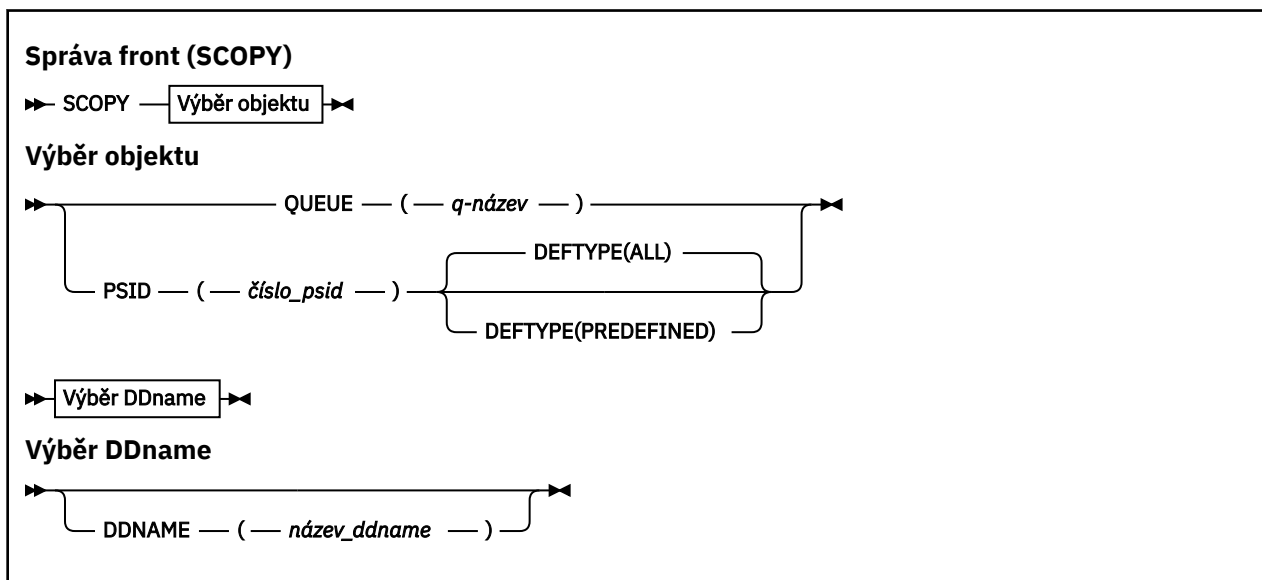 Správa front (SCOPY)
SCOPY Výběr objektu
Výběr objektu
QUEUE ( q-název )
DEFTYPE(ALL)
PSID ( číslo_psid )
DEFTYPE(PREDEFINED)
Výběr DDname
Výběr DDname
DDNAME ( název_ddname )